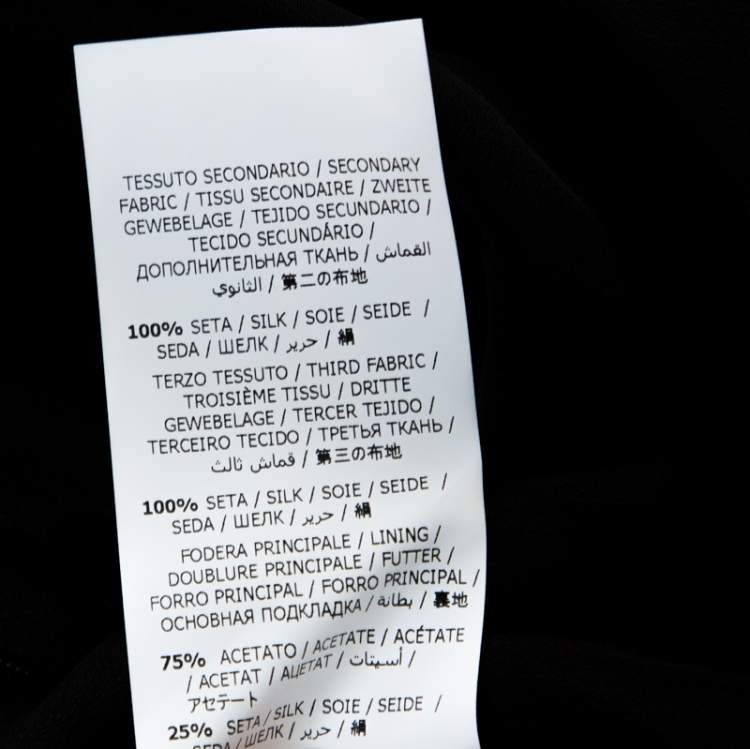 TESSUTO SECONDARIO / SECONDARY
FABRIC / TISSU SECONDAIRE / ZWEITE
GEWEBELAGE / TEJIDO SECUNDARIO /
TECIDO SECUNDÁRIO /
ДОПОЛНИТЕЛЬНАЯ ТКАНЬ / القماش
الثانوي / 第二の布地
100% SETA / SILK / SOIE / SEIDE /
SEDA / ШЕЛК / حرير / 絹
TERZO TESSUTO / THIRD FABRIC /
TROISIÈME TISSU / DRITTE
GEWEBELAGE / TERCER TEJIDO /
TERCEIRO TECIDO / ТРЕТЬЯ ТКАНЬ /
قماش ثالث / 第三の布地
100% SETA / SILK / SOIE / SEIDE /
SEDA / ШЕЛК / حرير / 絹
FODERA PRINCIPALE / LINING /
DOUBLURE PRINCIPALE / FUTTER /
FORRO PRINCIPAL / FORRO PRINCIPAL /
ОСНОВНАЯ ПОДКЛАДКА / بطانة / 裏地
75% ACETATO / ACETATE / ACÉTATE
/ ACETAT / АЦЕТАТ / أسيتات /
アセテート
25% SETA / SILK / SOIE / SEIDE /
SEDA / ШЕЛК / حرير / 絹